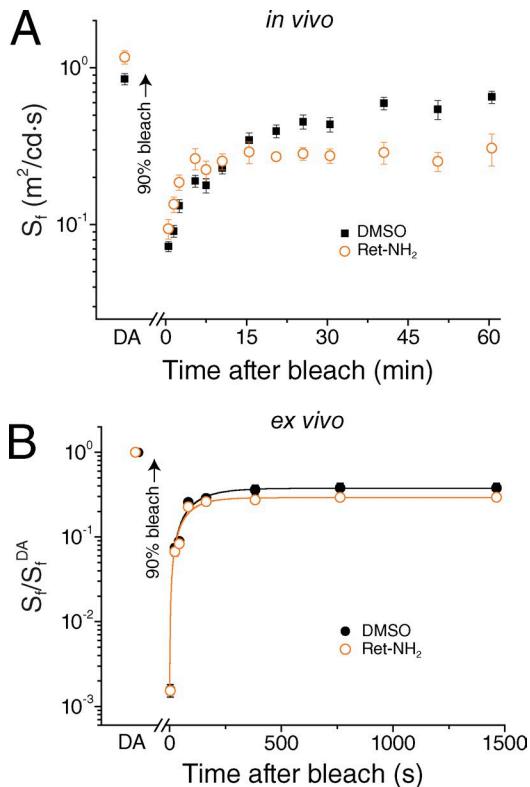 A
in vivo
10⁰
10⁻¹
S_f (m²/cd·s)
90% bleach →
DMSO
Ret-NH₂
DA
0
15
30
45
60
Time after bleach (min)
B
ex vivo
10⁰
10⁻¹
10⁻²
10⁻³
S_f/S_f^DA
90% bleach →
DMSO
Ret-NH₂
DA
0
500
1000
1500
Time after bleach (s)